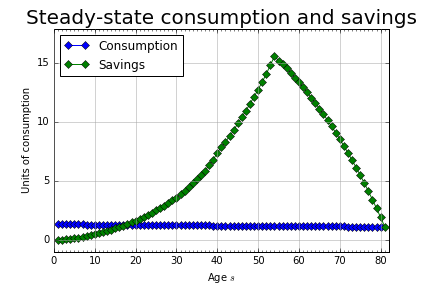 Steady-state consumption and savings
Consumption
Savings
Units of consumption
15
10
5
0
0 10 20 30 40 50 60 70 80
Age s